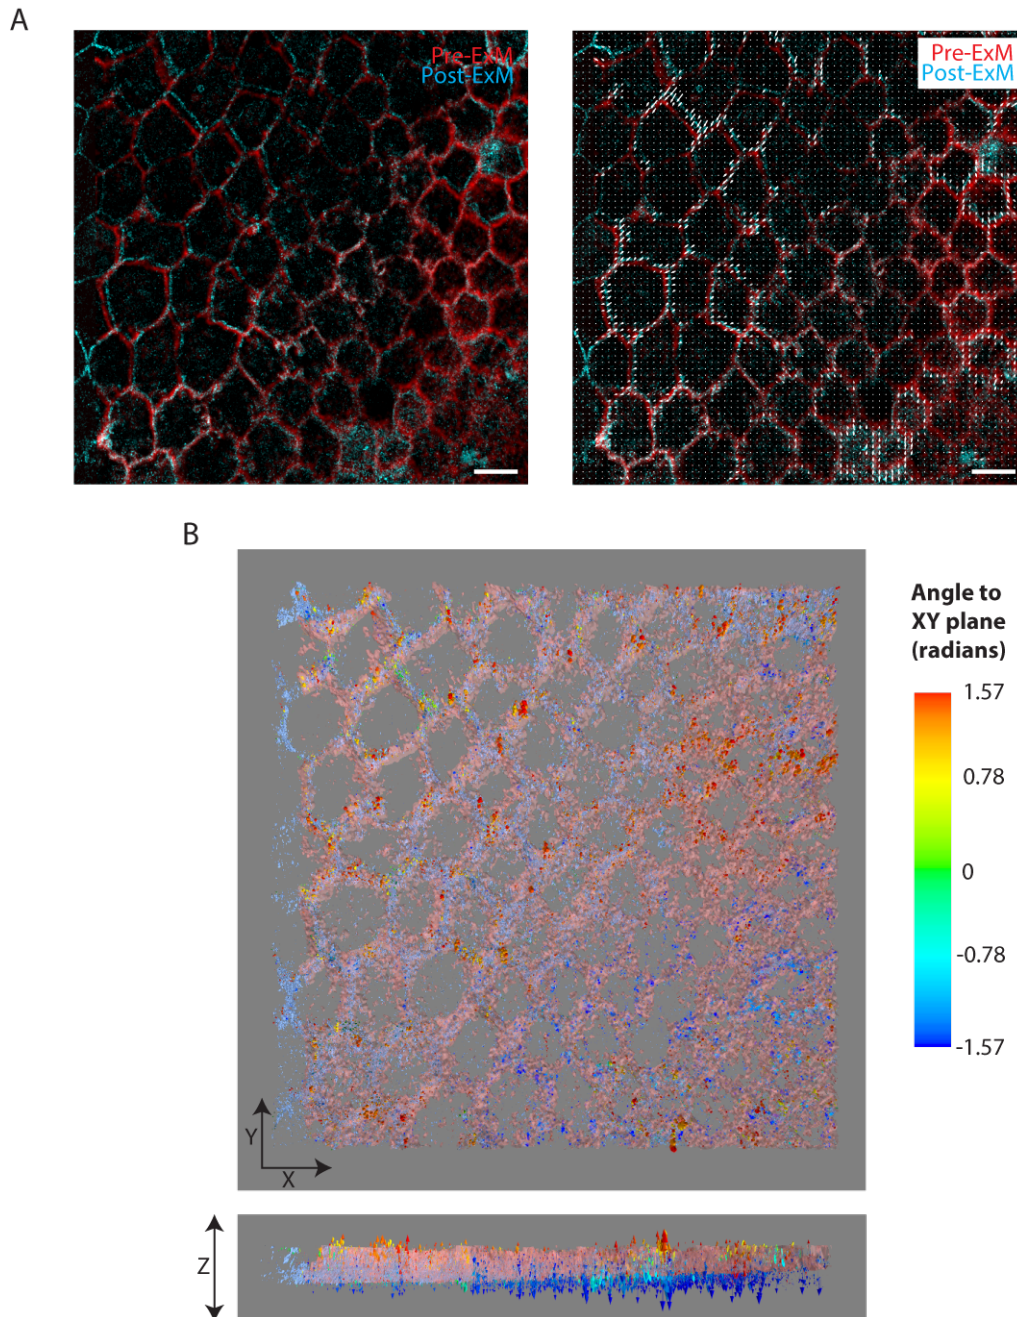 A
Pre-ExM
Post-ExM
Pre-ExM
Post-ExM
B
Angle to
XY plane
(radians)
1.57
0.78
0
-0.78
-1.57
Y
X
Z